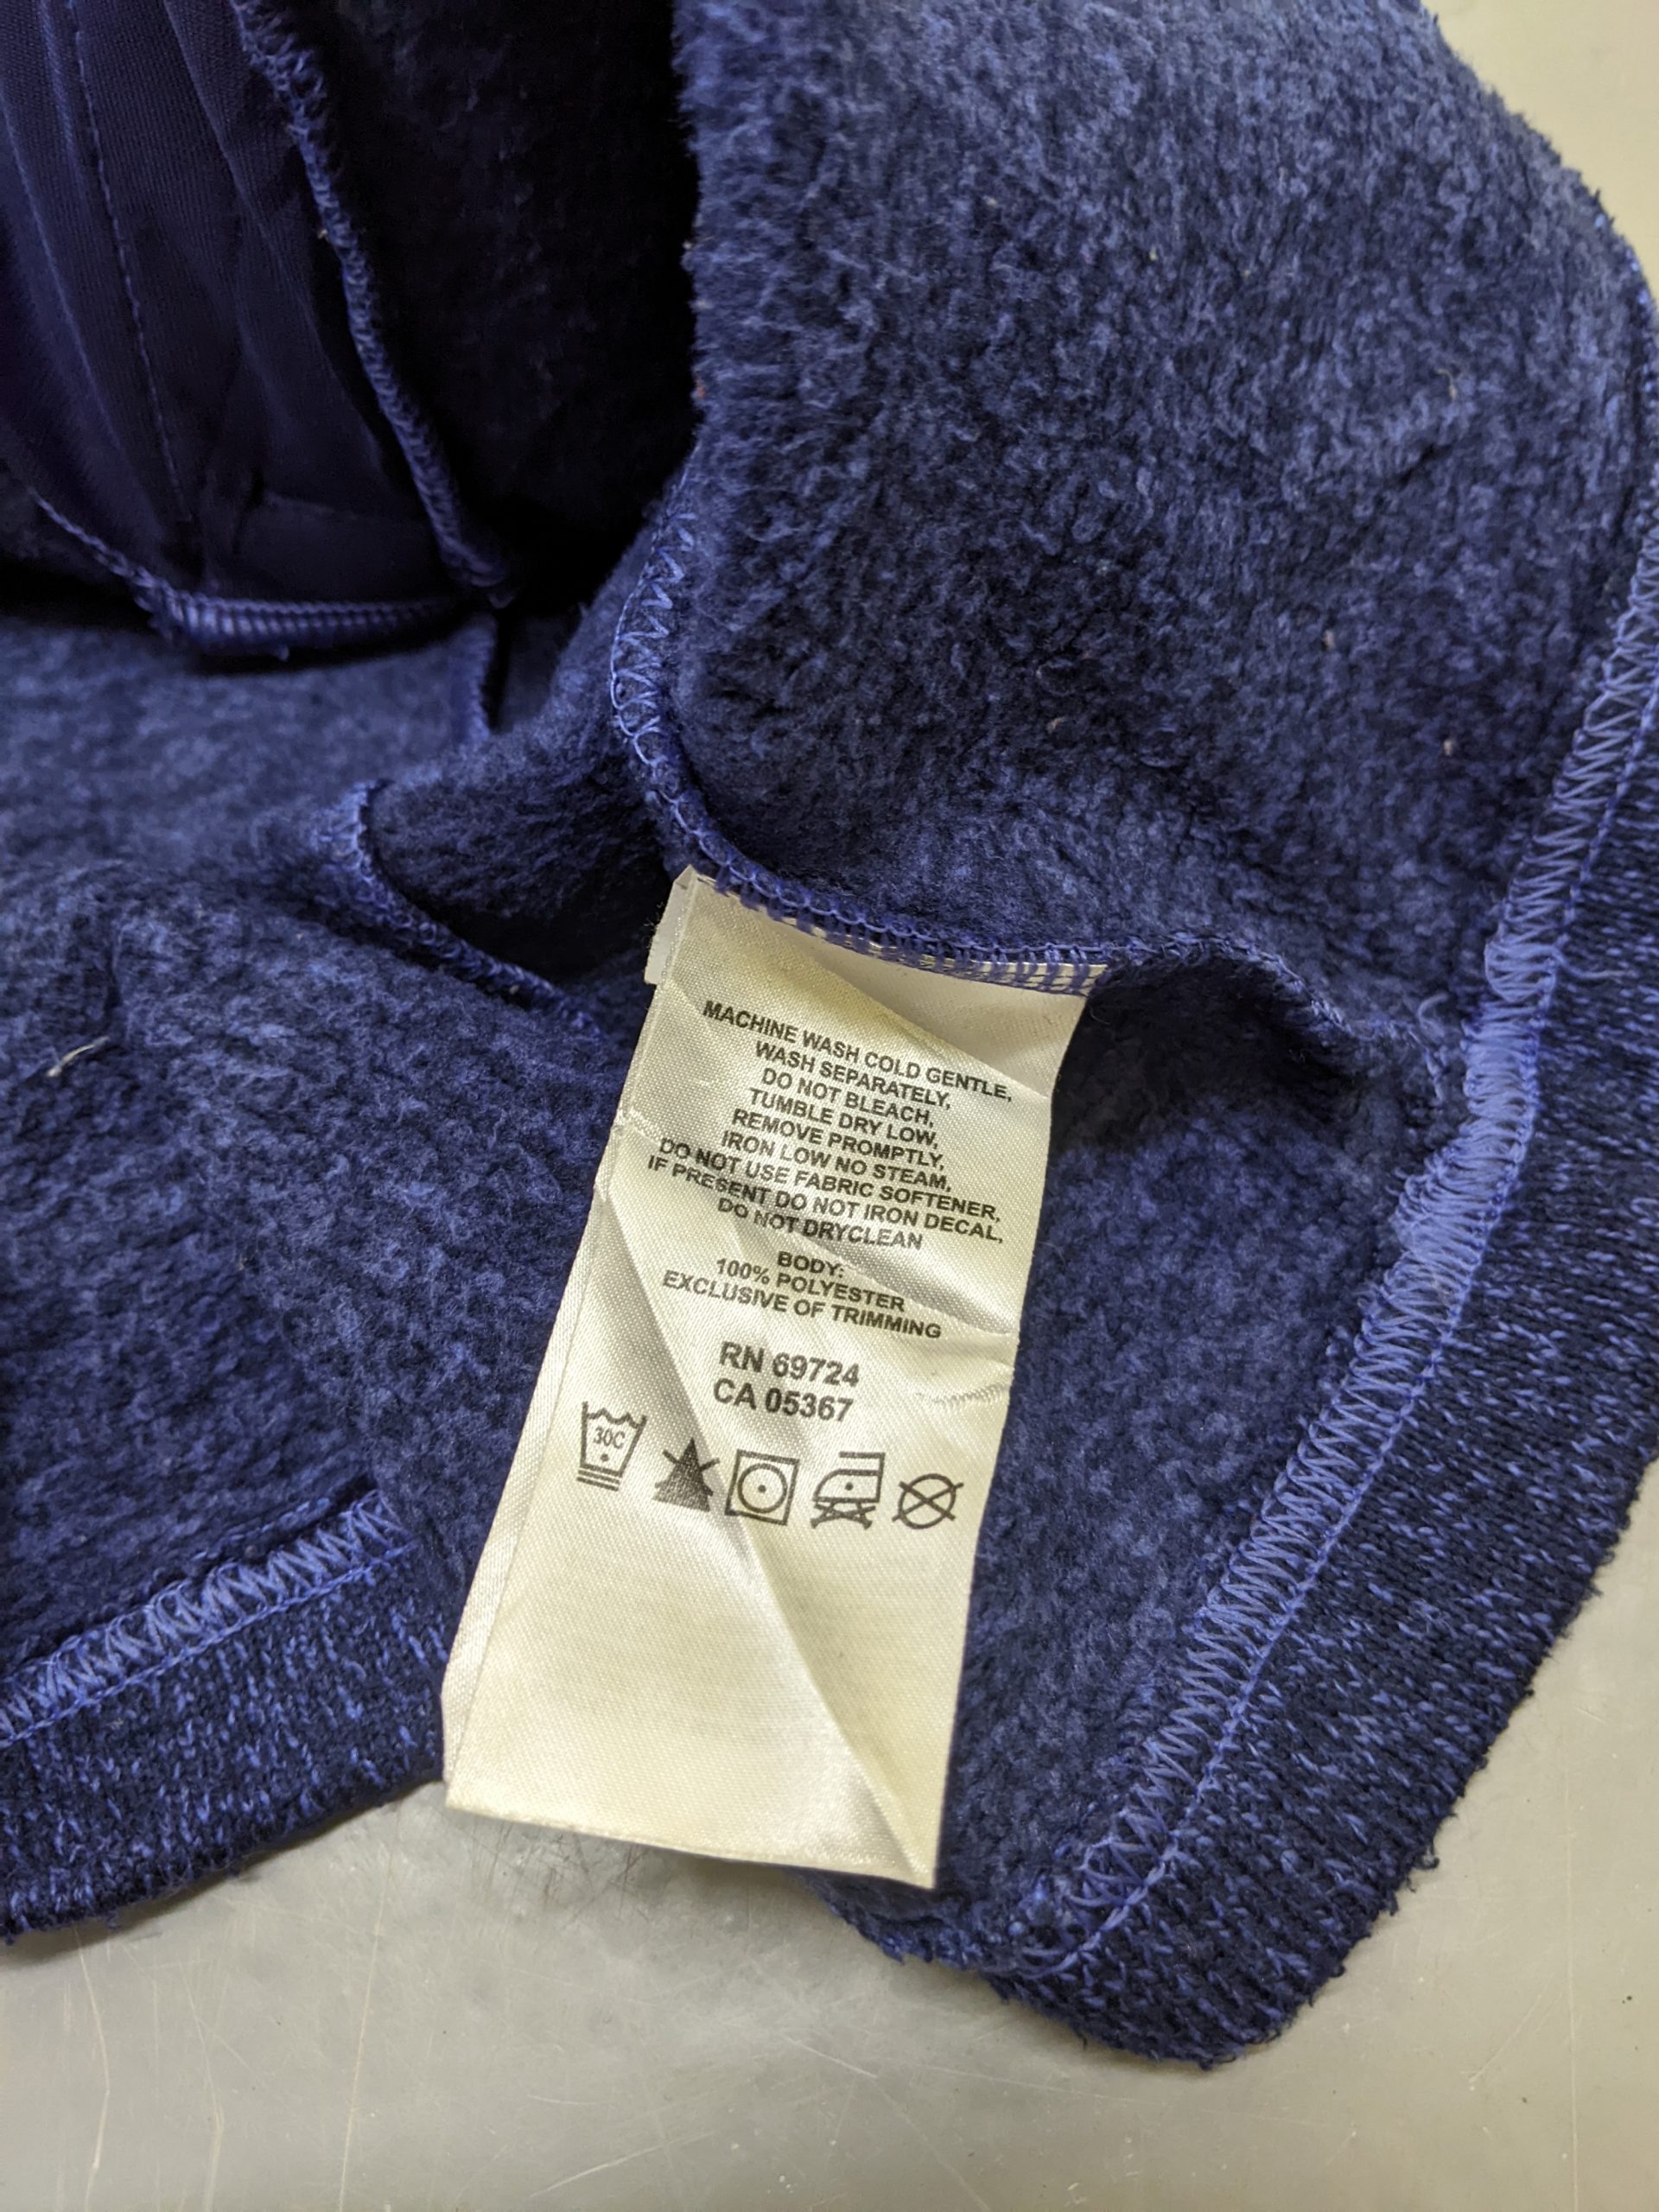 MACHINE WASH COLD GENTLE,
WASH SEPARATELY,
DO NOT BLEACH,
TUMBLE DRY LOW,
REMOVE PROMPTLY,
IRON LOW NO STEAM,
DO NOT USE FABRIC SOFTENER,
IF PRESENT DO NOT IRON DECAL,
DO NOT DRYCLEAN
BODY:
100% POLYESTER
EXCLUSIVE OF TRIMMING
RN 69724
CA 05367
30C